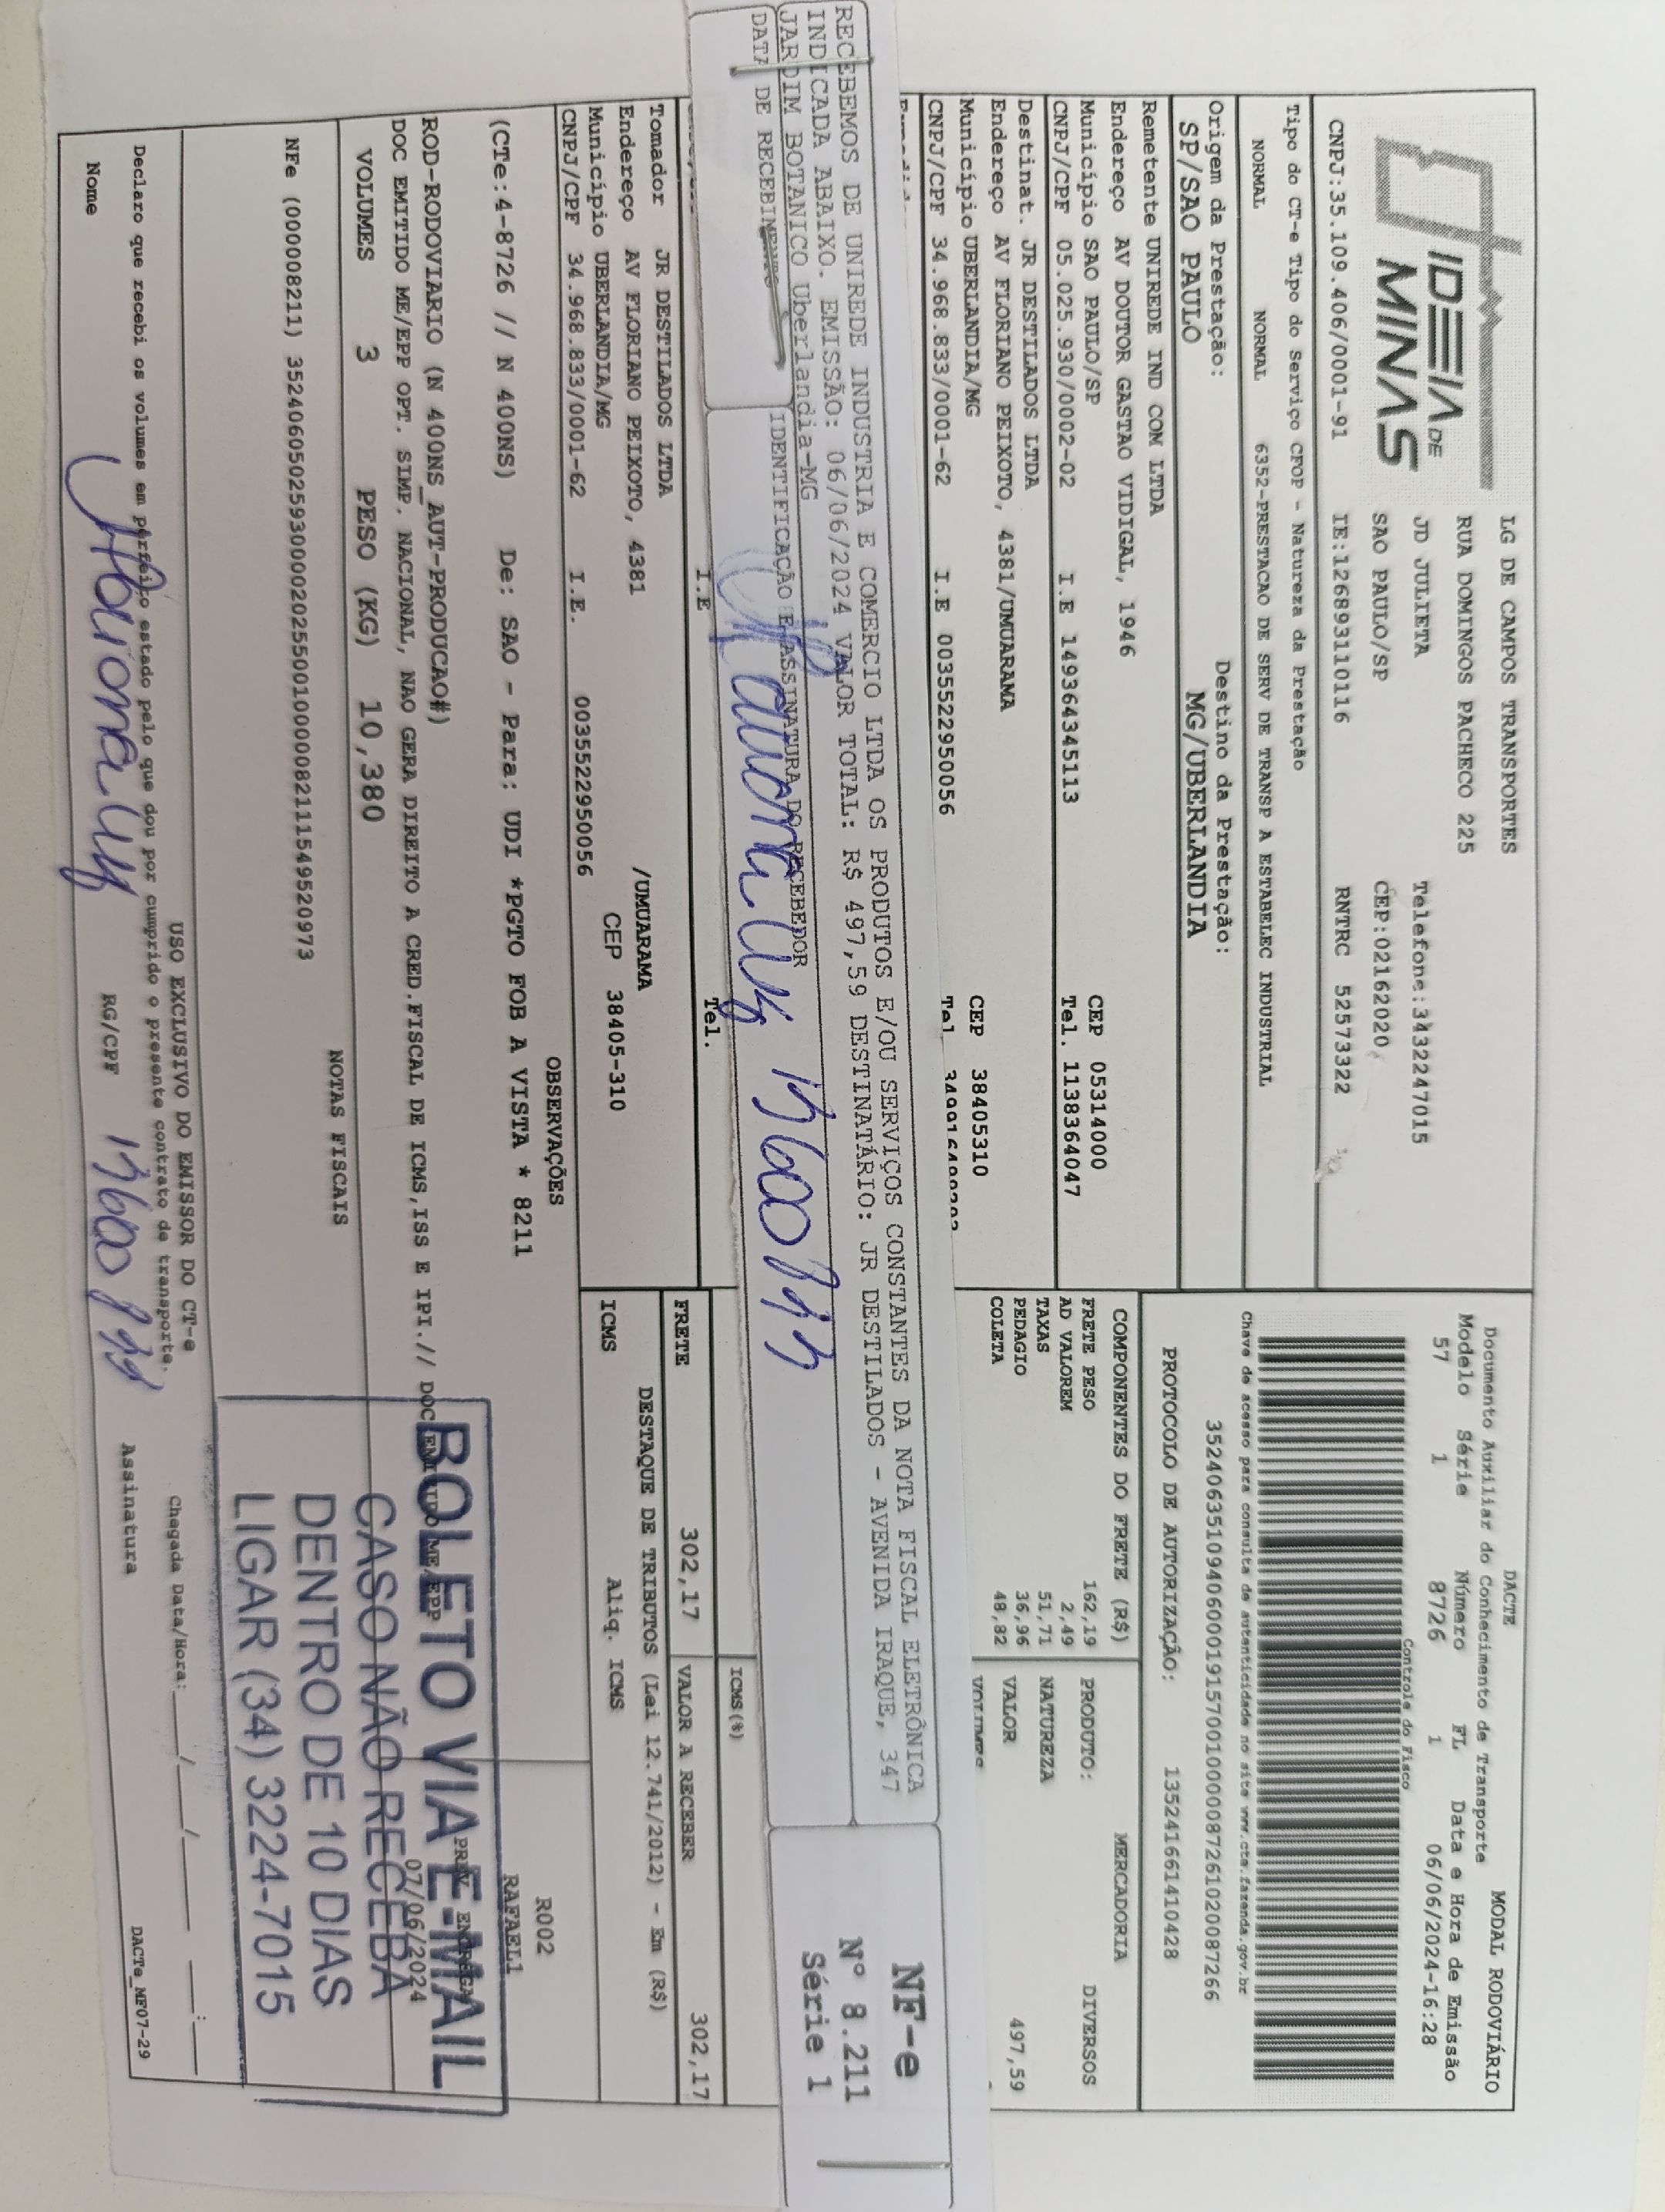 IDEIA DE
MINAS
LG DE CAMPOS TRANSPORTES
RUA DOMINGOS PACHECO 225
JD JULIETA Telefone:3432247015
SAO PAULO/SP CEP:02162020
CNPJ:35.109.406/0001-91 IE:126893110116 RNTRC 52573322
Tipo do CT-e Tipo do Serviço CFOP - Natureza da Prestação
NORMAL NORMAL 6352-PRESTACAO DE SERV DE TRANSP A ESTABELEC INDUSTRIAL
Origem da Prestação: Destino da Prestação:
SP/SAO PAULO MG/UBERLANDIA
DACTE MODAL RODOVIÁRIO
Documento Auxiliar do Conhecimento de Transporte
Modelo Série Número FL Data e Hora de Emissão
57 1 8726 1 06/06/2024-16:28
Controle do Fisco
Chave de acesso para consulta de autenticidade no site www.cte.fazenda.gov.br
35240635109406000191570010000087261020087266
PROTOCOLO DE AUTORIZAÇÃO: 135241661410428
Remetente UNIREDE IND COM LTDA
Endereço AV DOUTOR GASTAO VIDIGAL, 1946
Município SAO PAULO/SP CEP 05314000
CNPJ/CPF 05.025.930/0002-02 I.E 149364345113 Tel. 1138364047
Destinat. JR DESTILADOS LTDA
Endereço AV FLORIANO PEIXOTO, 4381/UMUARAMA
Município UBERLANDIA/MG CEP 38405310
CNPJ/CPF 34.968.833/0001-62 I.E 0035522950056 Tel
COMPONENTES DO FRETE (R$) MERCADORIA
FRETE PESO 162,19 PRODUTO: DIVERSOS
AD VALOREM 2,49
TAXAS 51,71 NATUREZA
PEDAGIO 36,96 VALOR 497,59
COLETA 48,82 VOLUMES
RECEBEMOS DE UNIREDE INDUSTRIA E COMERCIO LTDA OS PRODUTOS E/OU SERVIÇOS CONSTANTES DA NOTA FISCAL ELETRÔNICA
INDICADA ABAIXO. EMISSÃO: 06/06/2024 VALOR TOTAL: R$ 497,59 DESTINATÁRIO: JR DESTILADOS - AVENIDA IRAQUE, 347
JARDIM BOTANICO Uberlandia-MG
DATA DE RECEBIMENTO IDENTIFICAÇÃO E ASSINATURA DO RECEBEDOR
NF-e
Nº 8.211
Série 1
I.E Tel.
ICMS(%)
Tomador JR DESTILADOS LTDA
Endereço AV FLORIANO PEIXOTO, 4381 /UMUARAMA
Município UBERLANDIA/MG CEP 38405-310
CNPJ/CPF 34.968.833/0001-62 I.E. 0035522950056
FRETE 302,17 VALOR A RECEBER 302,17
DESTAQUE DE TRIBUTOS (Lei 12.741/2012) - Em (R$)
ICMS Aliq. ICMS
OBSERVAÇÕES
(CTe:4-8726 // N 400NS) De: SAO - Para: UDI *PGTO FOB A VISTA * 8211
R002
RAFAEL1
ROD-RODOVIARIO (N 400NS_AUT-PRODUCAO#)
DOC EMITIDO ME/EPP OPT. SIMP. NACIONAL, NAO GERA DIREITO A CRED.FISCAL DE ICMS,ISS E IPI.// DOC EMITIDO ME/EPP
PREV. ENTREGA
07/06/2024
VOLUMES 3 PESO (KG) 10,380
NOTAS FISCAIS
NFe (00008211) 35240605025930000202550010000082111549520973
BOLETO VIA E-MAIL
CASO NÃO RECEBA
DENTRO DE 10 DIAS
LIGAR (34) 3224-7015
USO EXCLUSIVO DO EMISSOR DO CT-e
Declaro que recebi os volumes em perfeito estado pelo que dou por cumprido o presente contrato de transporte.
Chegada Data/Hora:____/____/____ ___:___
Nome RG/CPF Assinatura
DACTe_MF07-29